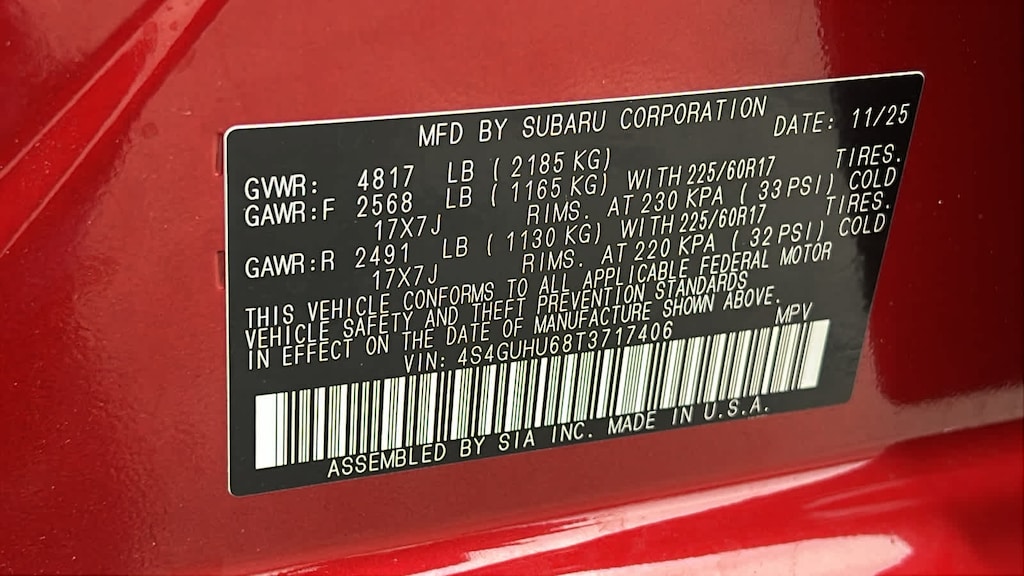 MFD BY SUBARU CORPORATION DATE: 11/25
GVWR: 4817 LB ( 2185 KG)
GAWR:F 2568 LB ( 1165 KG) WITH 225/60R17 TIRES.
17X7J RIMS. AT 230 KPA ( 33 PSI) COLD
GAWR:R 2491 LB ( 1130 KG) WITH 225/60R17 TIRES.
17X7J RIMS. AT 220 KPA ( 32 PSI) COLD
THIS VEHICLE CONFORMS TO ALL APPLICABLE FEDERAL MOTOR
VEHICLE SAFETY AND THEFT PREVENTION STANDARDS
IN EFFECT ON THE DATE OF MANUFACTURE SHOWN ABOVE.
VIN: 4S4GUHU68T3717406 MPV
ASSEMBLED BY SIA INC. MADE IN U.S.A.